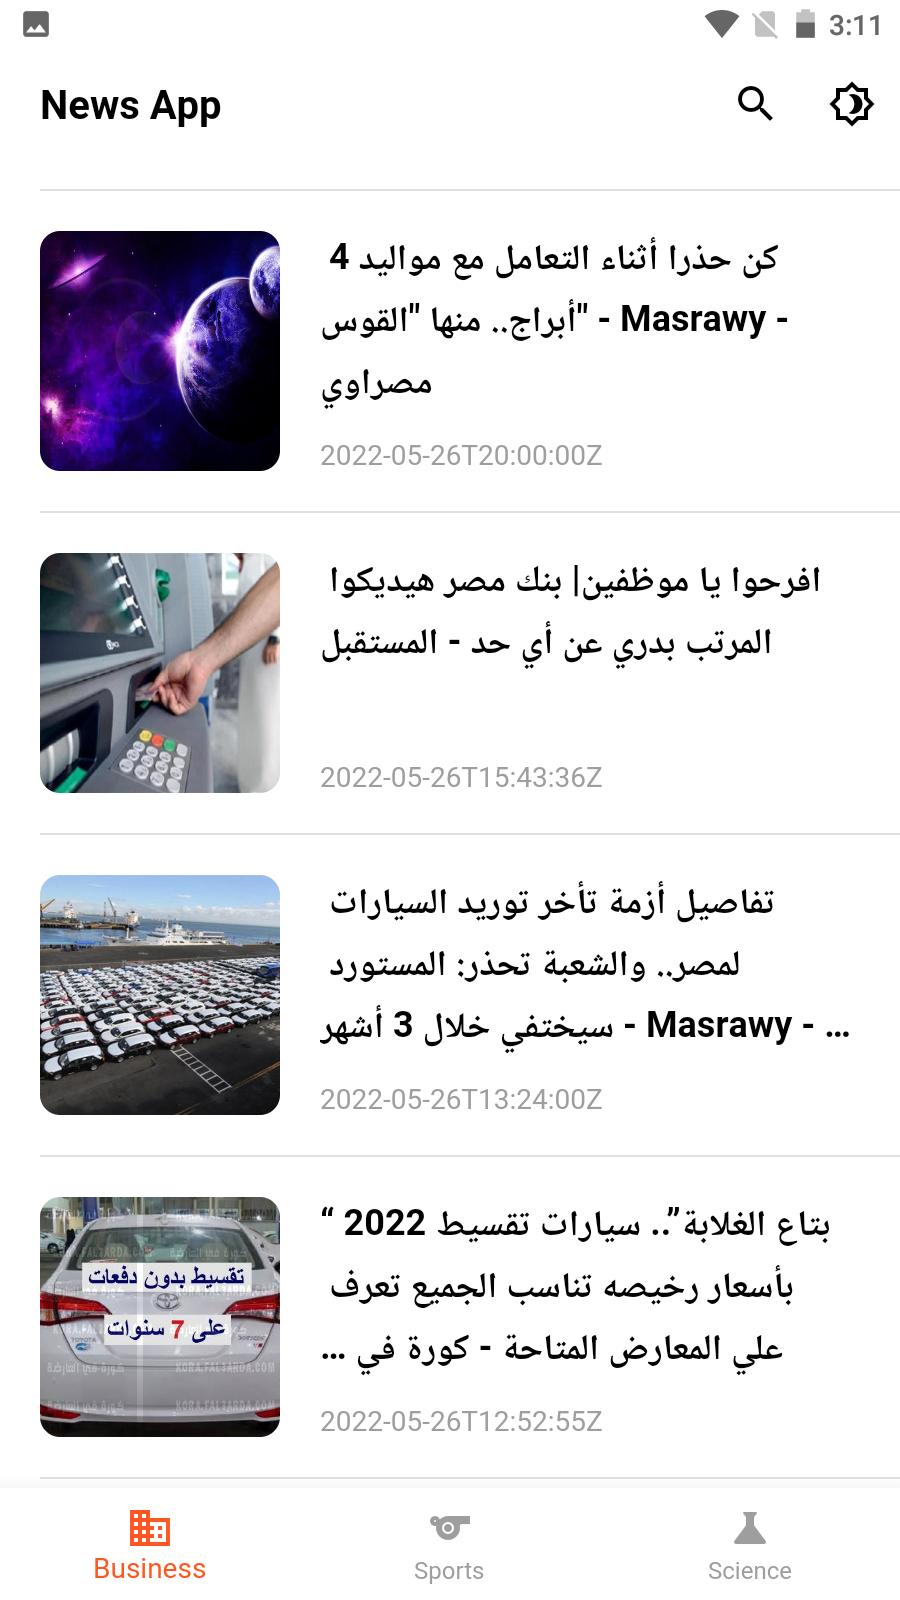 3:11
News App
كن حذرا أثناء التعامل مع مواليد 4
أبراج.. منها "القوس" - Masrawy -
مصراوي
2022-05-26T20:00:00Z
افرحوا يا موظفين| بنك مصر هيديكوا
المرتب بدري عن أي حد - المستقبل
2022-05-26T15:43:36Z
تفاصيل أزمة تأخر توريد السيارات
لمصر.. والشعبة تحذر: المستورد
سيختفي خلال 3 أشهر - Masrawy - ...
2022-05-26T13:24:00Z
تقسيط بدون دفعات
على 7 سنوات
KORA.FALTARDA.COM
“بتاع الغلابة”.. سيارات تقسيط 2022
بأسعار رخيصه تناسب الجميع تعرف
علي المعارض المتاحة - كورة في ...
2022-05-26T12:52:55Z
Business
Sports
Science